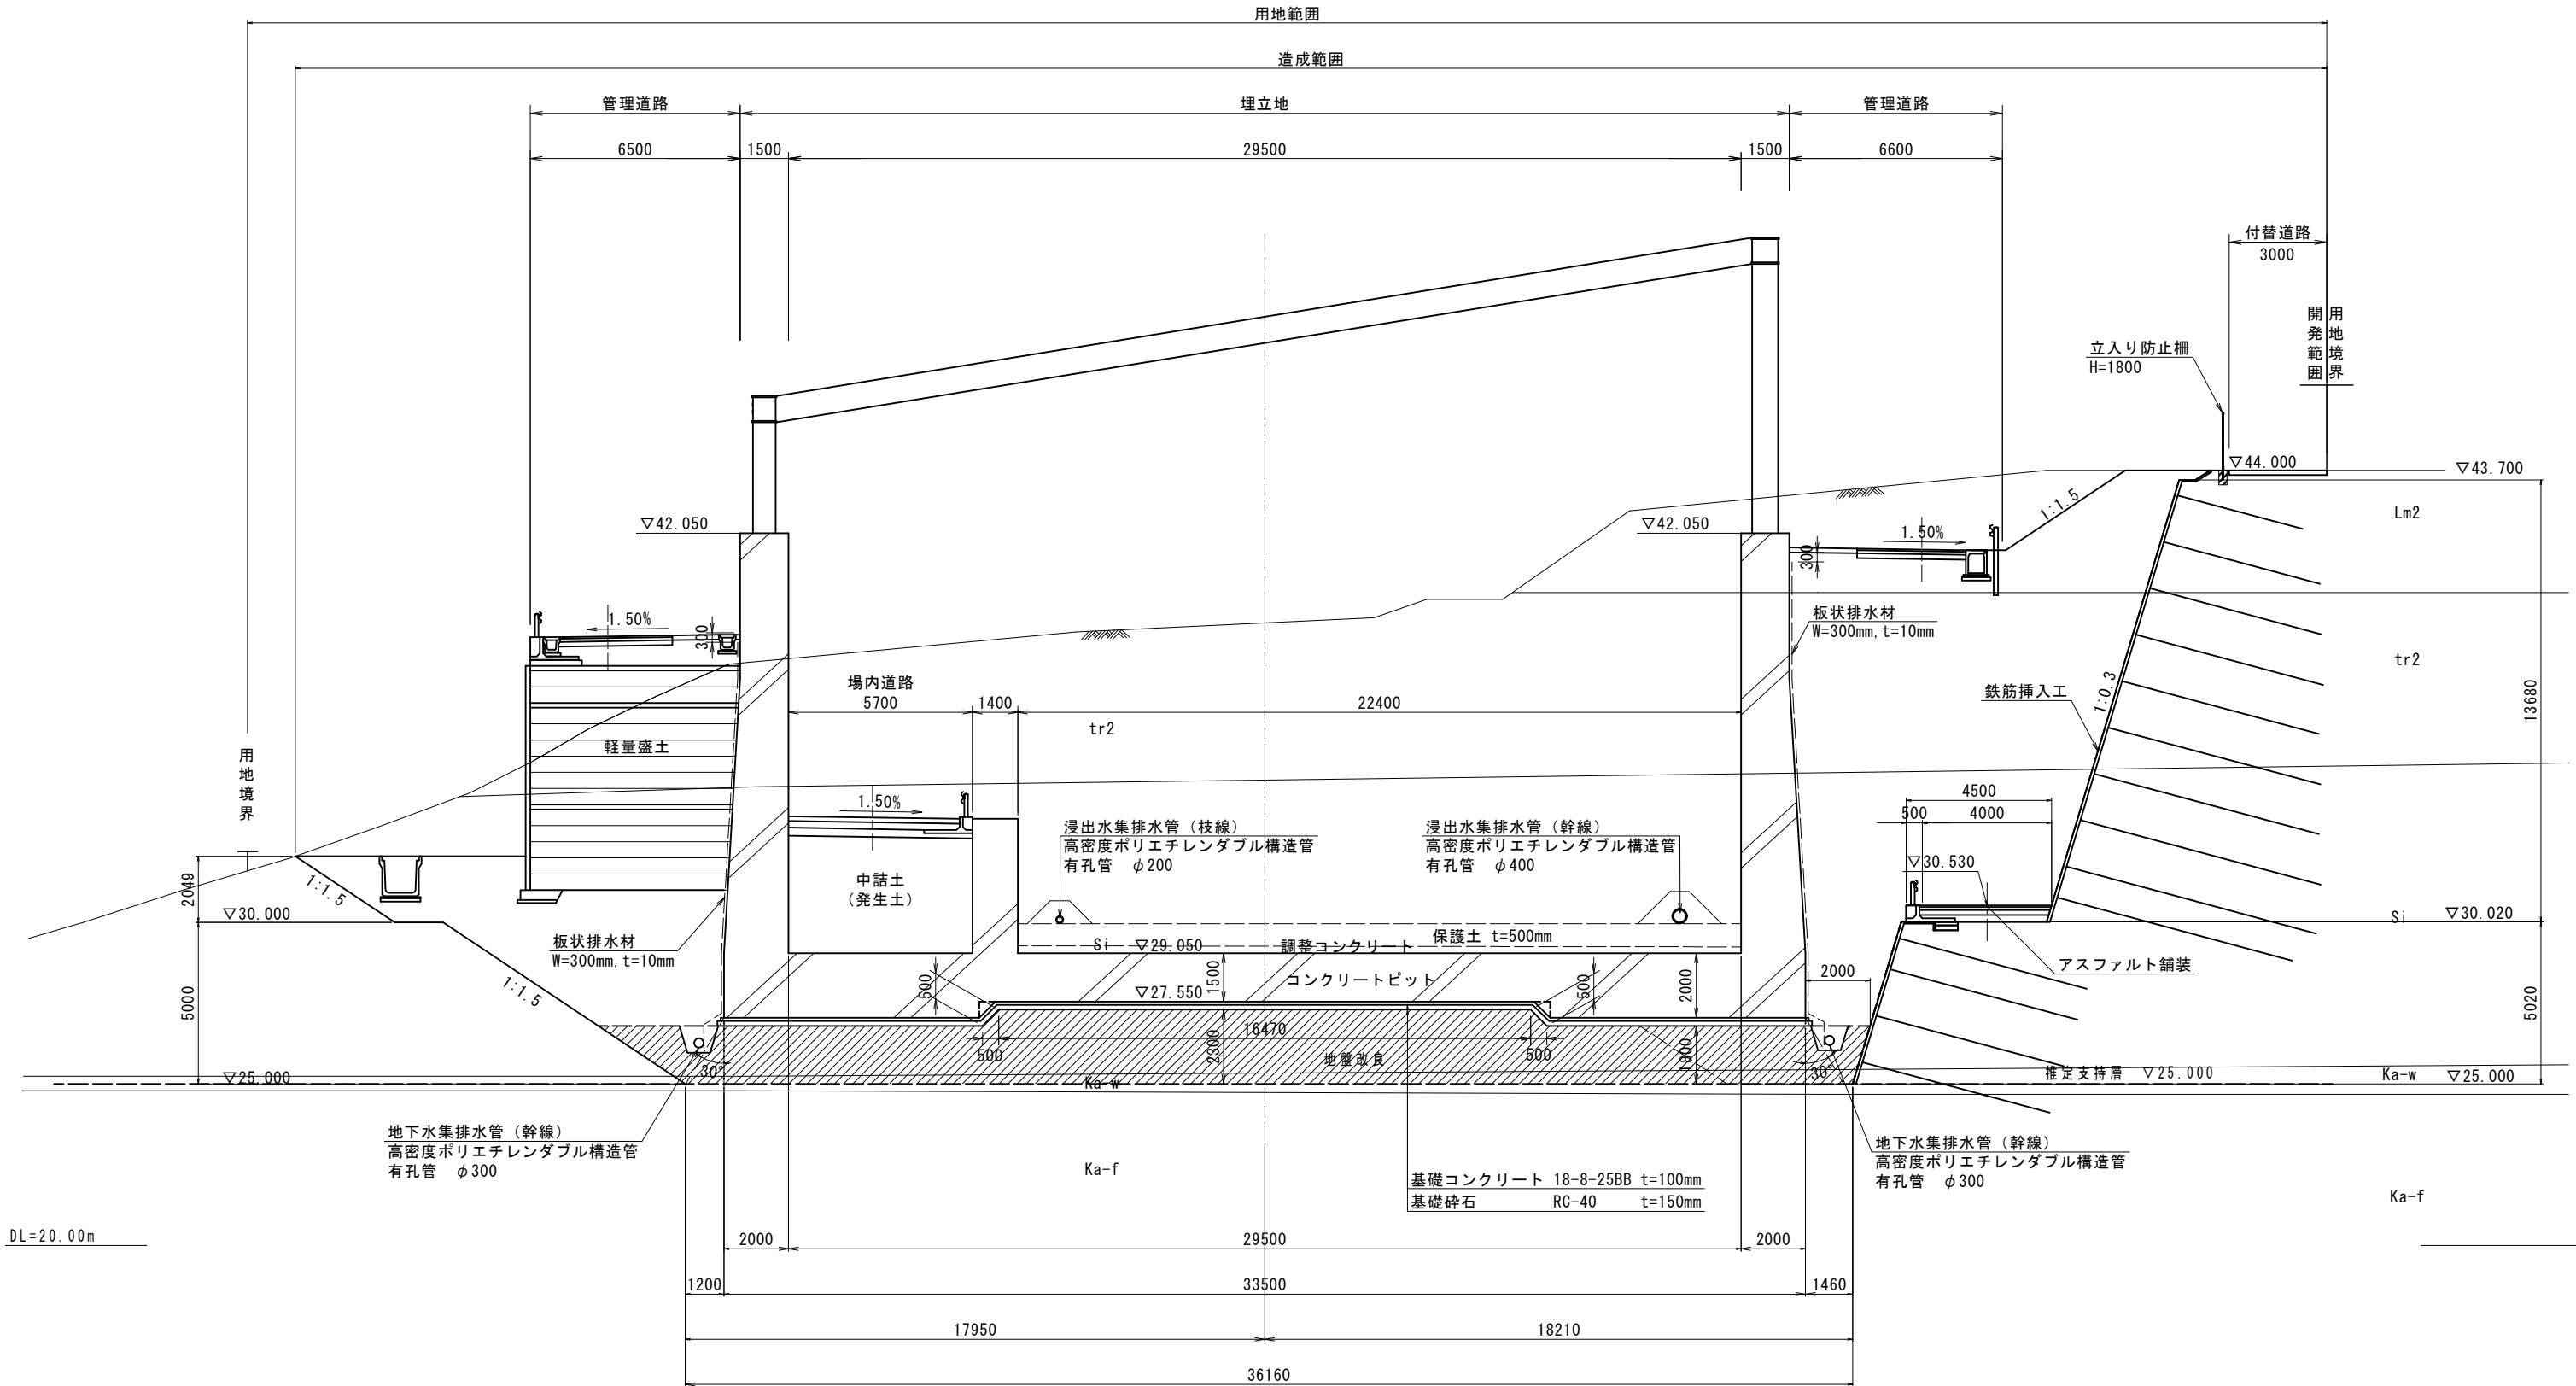 用地範囲
造成範囲
管理道路
埋立地
管理道路
6500
1500
29500
1500
6600
付替道路
3000
開発範囲
用地境界
立入り防止柵
H=1800
▽44.000
▽43.700
1:1.5
Lm2
▽42.050
▽42.050
1.50%
300
1.50%
300
板状排水材
W=300mm,t=10mm
tr2
場内道路
5700
1400
22400
tr2
鉄筋挿入工
1:0.3
13680
軽量盛土
用地境界
1.50%
4500
500
4000
浸出水集排水管（枝線）
高密度ポリエチレンダブル構造管
有孔管　φ200
浸出水集排水管（幹線）
高密度ポリエチレンダブル構造管
有孔管　φ400
▽30.530
2049
1:1.5
中詰土
（発生土）
▽30.000
Si
▽30.020
板状排水材
W=300mm,t=10mm
Si
▽29.050
調整コンクリート
保護土 t=500mm
アスファルト舗装
コンクリートピット
1:1.5
500
▽27.550
1500
500
2000
2000
5000
5020
16470
500
2300
500
1800
地盤改良
30°
30°
▽25.000
Ka-w
推定支持層　▽25.000
Ka-w
▽25.000
地下水集排水管（幹線）
高密度ポリエチレンダブル構造管
有孔管　φ300
地下水集排水管（幹線）
高密度ポリエチレンダブル構造管
有孔管　φ300
Ka-f
基礎コンクリート 18-8-25BB t=100mm
基礎砕石 RC-40 t=150mm
Ka-f
DL=20.00m
2000
29500
2000
1200
33500
1460
17950
18210
36160